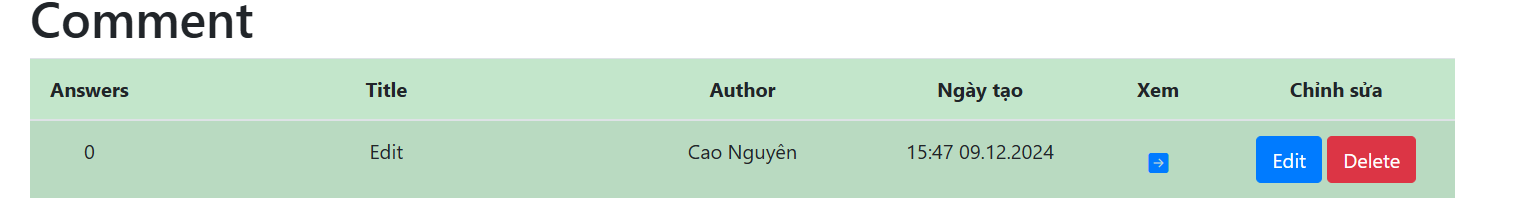 Comment
Answers Title Author Ngày tạo Xem Chỉnh sửa
0 Edit Cao Nguyên 15:47 09.12.2024 → Edit Delete